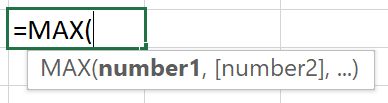 =MAX(
MAX(number1, [number2], ...)